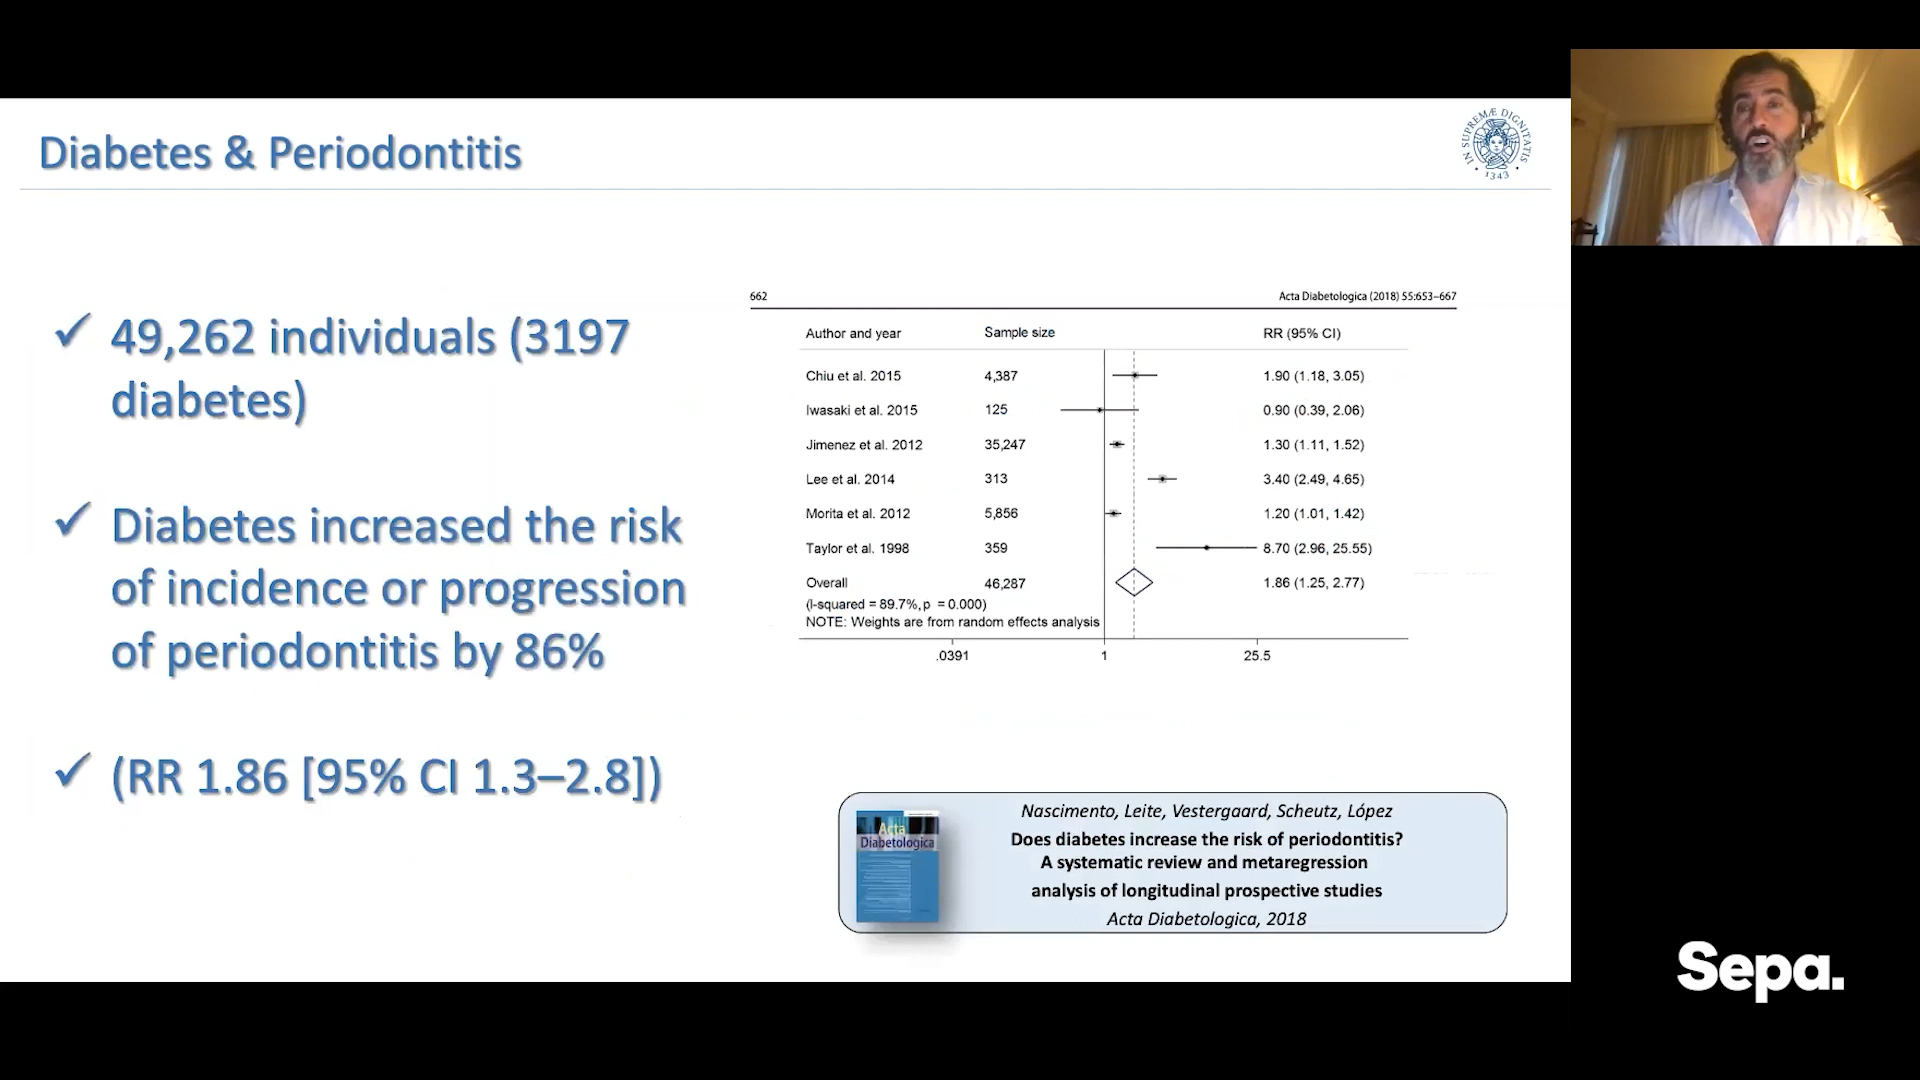 Diabetes & Periodontitis
IN SUPREMÆ DIGNITATIS
1343
✓ 49,262 individuals (3197
diabetes)
✓ Diabetes increased the risk
of incidence or progression
of periodontitis by 86%
✓ (RR 1.86 [95% CI 1.3–2.8])
662 Acta Diabetologica (2018) 55:653–667
Author and year Sample size RR (95% CI)
Chiu et al. 2015 4,387 1.90 (1.18, 3.05)
Iwasaki et al. 2015 125 0.90 (0.39, 2.06)
Jimenez et al. 2012 35,247 1.30 (1.11, 1.52)
Lee et al. 2014 313 3.40 (2.49, 4.65)
Morita et al. 2012 5,856 1.20 (1.01, 1.42)
Taylor et al. 1998 359 8.70 (2.96, 25.55)
Overall 46,287 1.86 (1.25, 2.77)
(I-squared = 89.7%, p = 0.000)
NOTE: Weights are from random effects analysis
.0391 1 25.5
Acta
Diabetologica
Nascimento, Leite, Vestergaard, Scheutz, López
Does diabetes increase the risk of periodontitis?
A systematic review and metaregression
analysis of longitudinal prospective studies
Acta Diabetologica, 2018
Sepa.